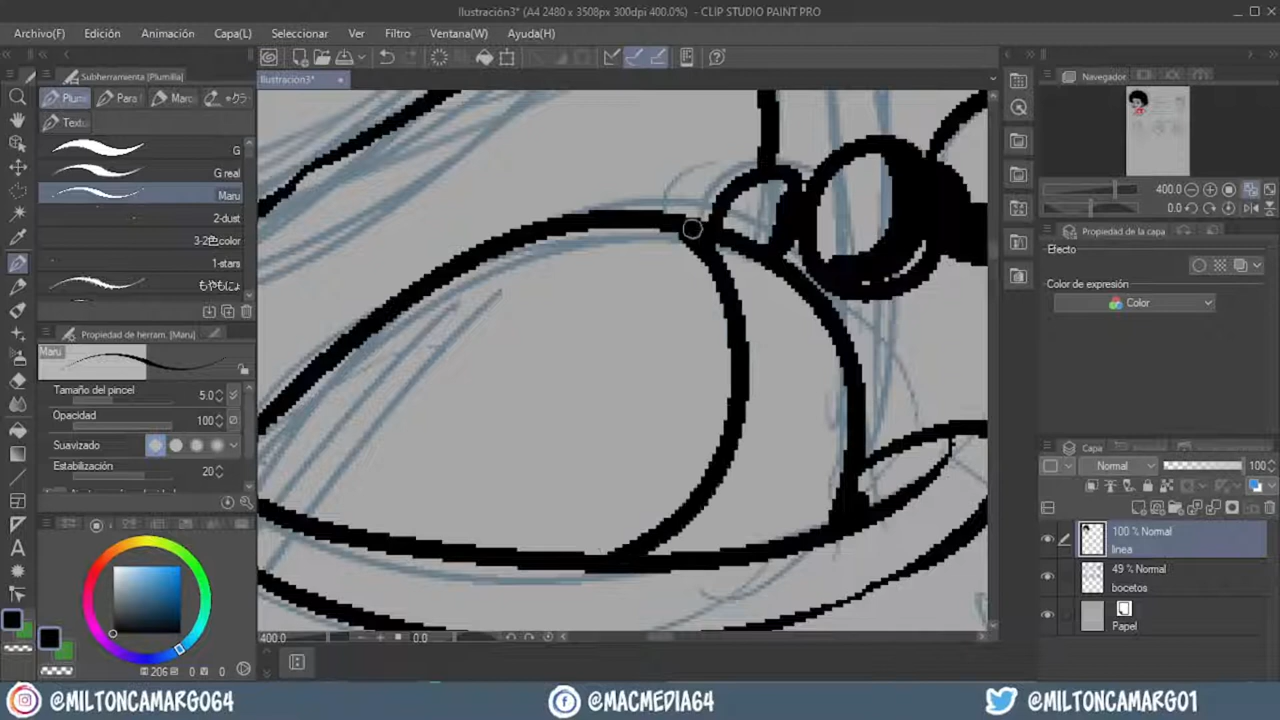 Ilustración3* (A4 2480 x 3508px 300dpi 400.0%) - CLIP STUDIO PAINT PRO
Archivo(F) Edición Animación Capa(L) Seleccionar Ver Filtro Ventana(W) Ayuda(H)
Subherramienta [Plumilla]
Ilustración3*
Navegador
Plum Para Marc
Textu
G
G real
Maru
2-dust
1-stars
400.0
0.0
Propiedad de la capa
Efecto
Color de expresión
Color
Propiedad de herram. [Maru]
Maru
Tamaño del pincel 5.0
Opacidad 100
Suavizado
Estabilización 20
Capa
Normal 100
100 % Normal
linea
49 % Normal
bocetos
Papel
206 0 0
400.0 0.0
@MILTONCAMARGO64 @MACMEDIA64 @MILTONCAMARGO1